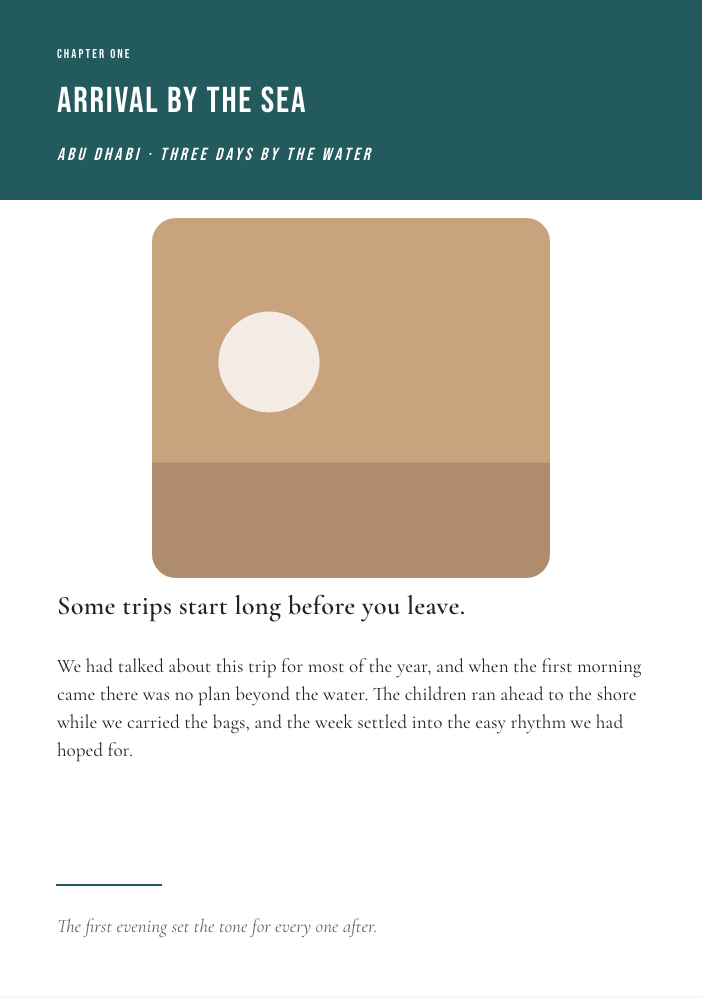 CHAPTER ONE
ARRIVAL BY THE SEA
ABU DHABI · THREE DAYS BY THE WATER
Some trips start long before you leave.
We had talked about this trip for most of the year, and when the first morning
came there was no plan beyond the water. The children ran ahead to the shore
while we carried the bags, and the week settled into the easy rhythm we had
hoped for.
The first evening set the tone for every one after.